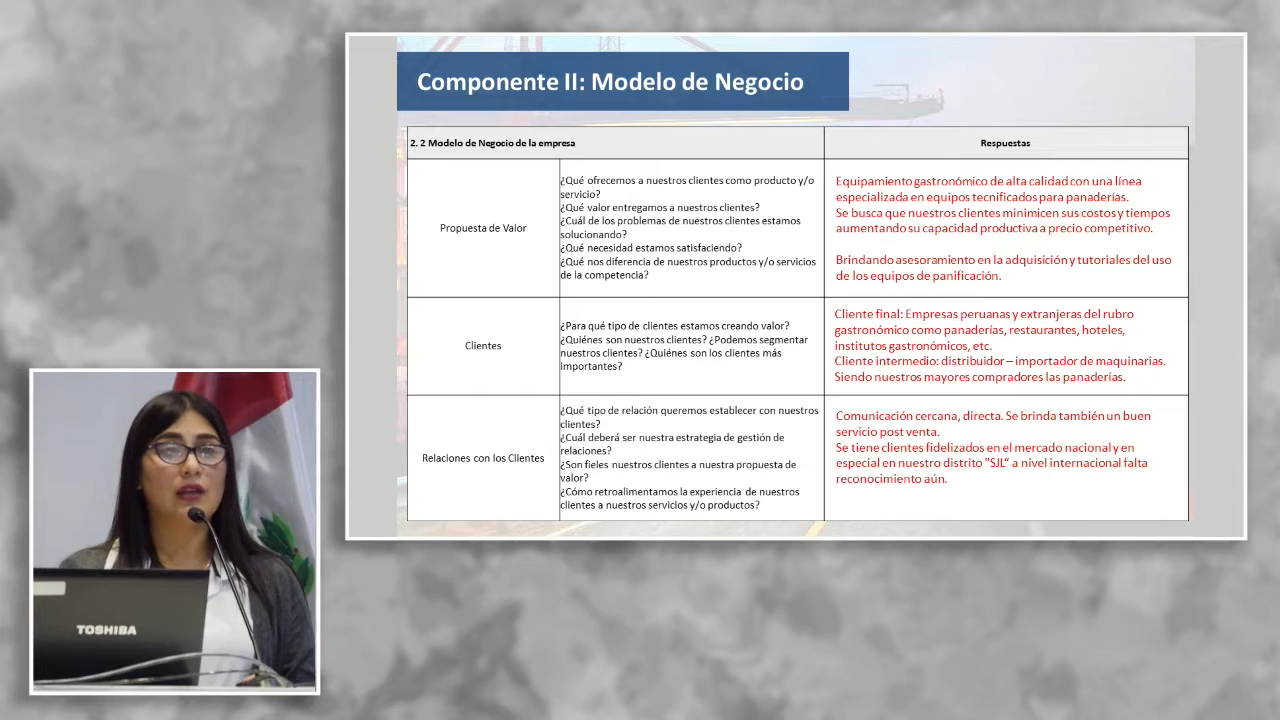 Componente II: Modelo de Negocio
2. 2 Modelo de Negocio de la empresa
Respuestas
Propuesta de Valor
¿Qué ofrecemos a nuestros clientes como producto y/o
servicio?
¿Qué valor entregamos a nuestros clientes?
¿Cuál de los problemas de nuestros clientes estamos
solucionando?
¿Qué necesidad estamos satisfaciendo?
¿Qué nos diferencia de nuestros productos y/o servicios
de la competencia?
Equipamiento gastronómico de alta calidad con una línea
especializada en equipos tecnificados para panaderías.
Se busca que nuestros clientes minimicen sus costos y tiempos
aumentando su capacidad productiva a precio competitivo.
Brindando asesoramiento en la adquisición y tutoriales del uso
de los equipos de panificación.
Clientes
¿Para qué tipo de clientes estamos creando valor?
¿Quiénes son nuestros clientes? ¿Podemos segmentar
nuestros clientes? ¿Quiénes son los clientes más
importantes?
Cliente final: Empresas peruanas y extranjeras del rubro
gastronómico como panaderías, restaurantes, hoteles,
institutos gastronómicos, etc.
Cliente intermedio: distribuidor – importador de maquinarias.
Siendo nuestros mayores compradores las panaderías.
Relaciones con los Clientes
¿Qué tipo de relación queremos establecer con nuestros
clientes?
¿Cuál deberá ser nuestra estrategia de gestión de
relaciones?
¿Son fieles nuestros clientes a nuestra propuesta de
valor?
¿Cómo retroalimentamos la experiencia de nuestros
clientes a nuestros servicios y/o productos?
Comunicación cercana, directa. Se brinda también un buen
servicio post venta.
Se tiene clientes fidelizados en el mercado nacional y en
especial en nuestro distrito "SJL“ a nivel internacional falta
reconocimiento aún.
TOSHIBA